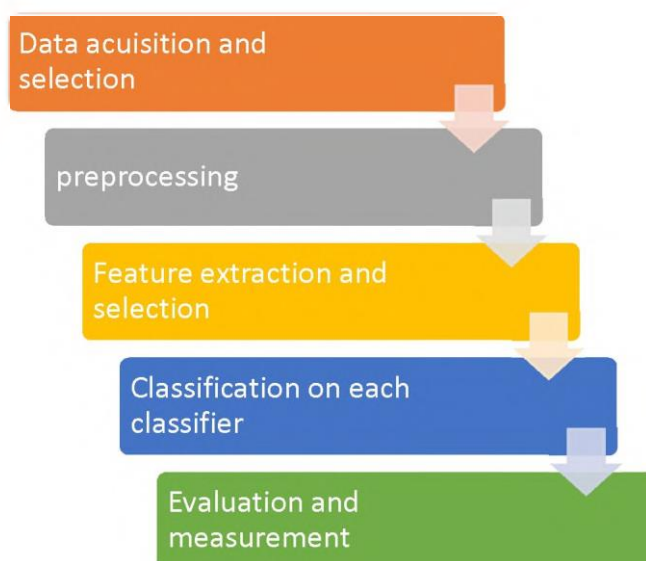 Data acuisition and
selection
preprocessing
Feature extraction and
selection
Classification on each
classifier
Evaluation and
measurement